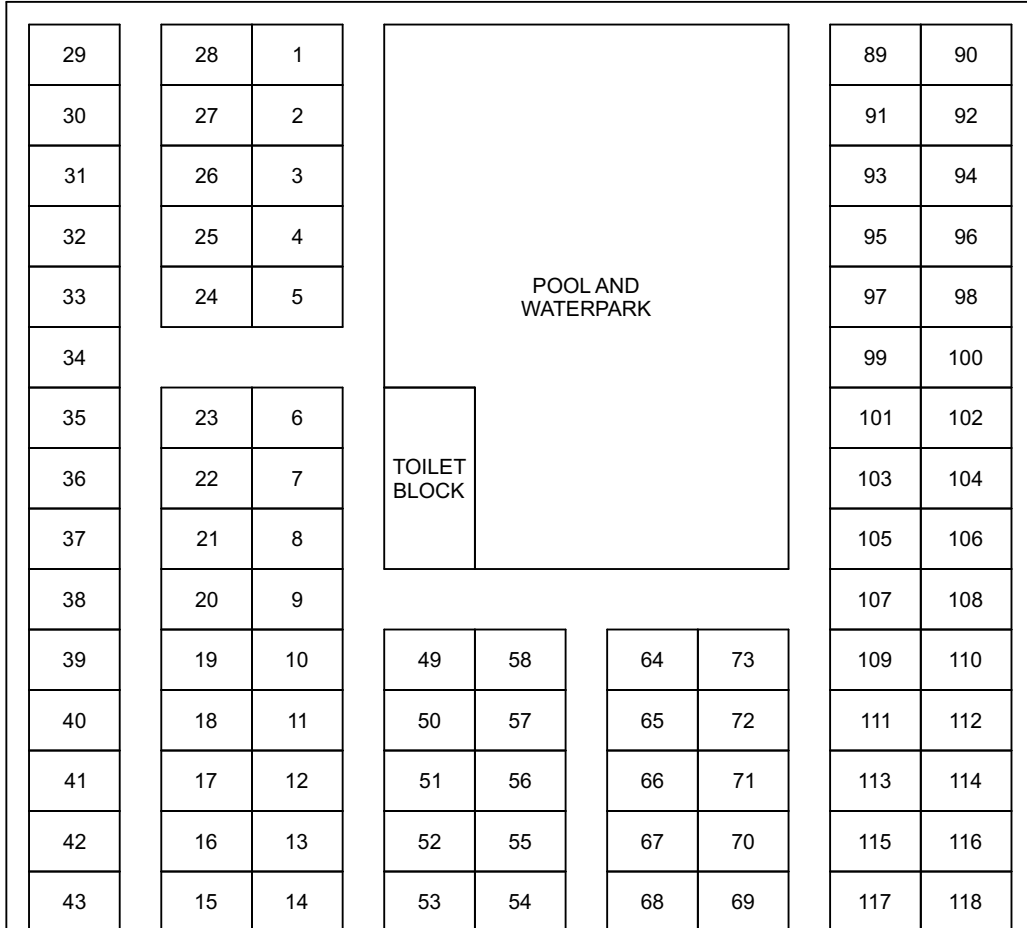 29 28 1 89 90
30 27 2 91 92
31 26 3 93 94
32 25 4 95 96
33 24 5 97 98
POOL AND
WATERPARK
34 99 100
35 23 6 101 102
TOILET
BLOCK
36 22 7 103 104
37 21 8 105 106
38 20 9 107 108
39 19 10 49 58 64 73 109 110
40 18 11 50 57 65 72 111 112
41 17 12 51 56 66 71 113 114
42 16 13 52 55 67 70 115 116
43 15 14 53 54 68 69 117 118